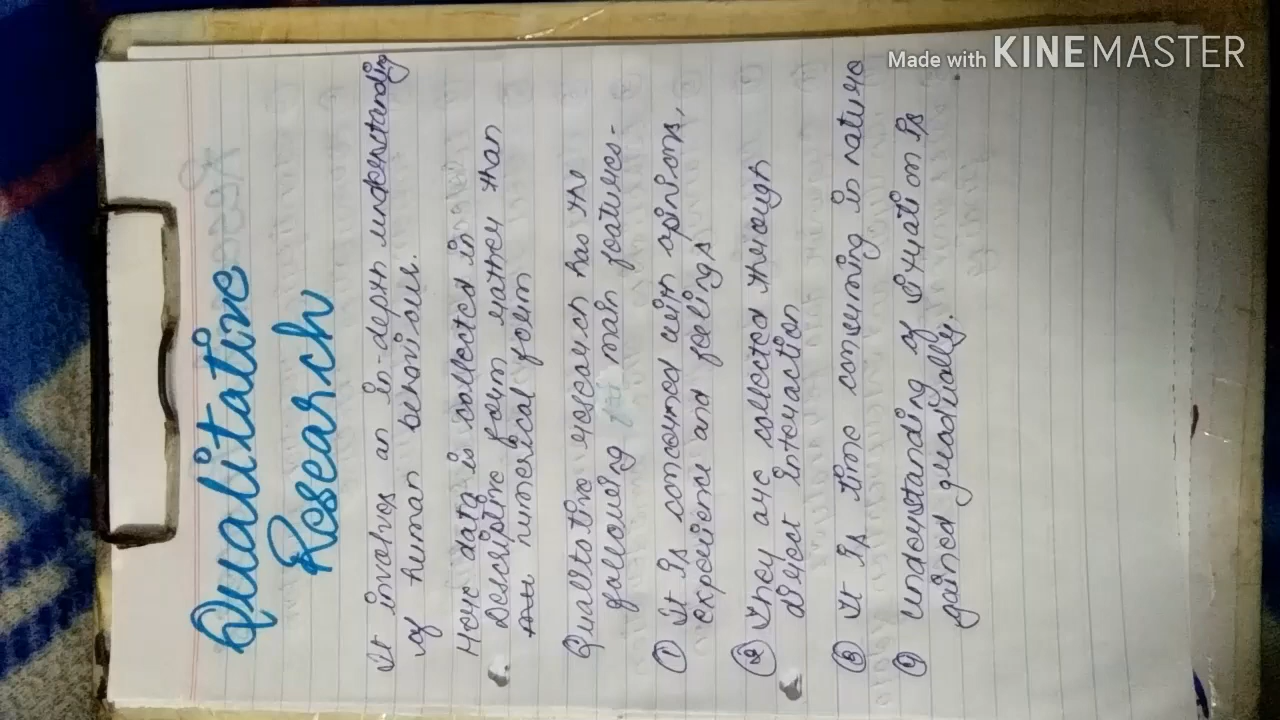 Qualitative
Research
It involves an in-depth understanding
of human behaviour.
Here data is collected in
Descriptive form rather than
numerical form
Qualitative research has the
following main features-
① It is concerned with opinions,
experience and feelings
② They are collected through
direct interaction
③ It is time consuming in nature
④ understanding of situation is
gained gradually.
Made with KINEMASTER